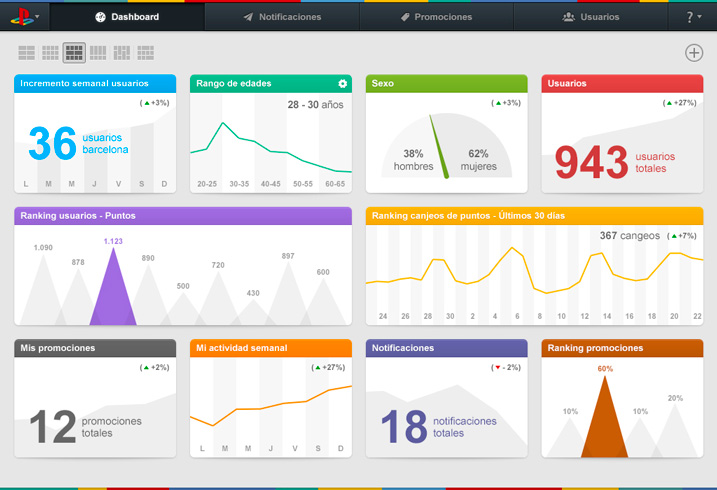 Dashboard
Notificaciones
Promociones
Usuarios
?
Incremento semanal usuarios
(+3%)
36 usuarios
barcelona
L M M J V S D
Rango de edades
28 - 30 años
20-25 30-35 40-45 50-55 60-65
Sexo
(+3%)
38% 62%
hombres mujeres
Usuarios
(+27%)
943 usuarios
totales
Ranking usuarios - Puntos
1.090 878 1.123 890 500 720 430 897 600
Ranking canjeos de puntos - Últimos 30 días
367 cangeos (+7%)
24 26 28 30 2 4 6 8 10 12 14 16 18 20 22
Mis promociones
(+2%)
12 promociones
totales
Mi actividad semanal
(+27%)
L M M J V S D
Notificaciones
(- 2%)
18 notificaciones
totales
Ranking promociones
10% 60% 10% 20%